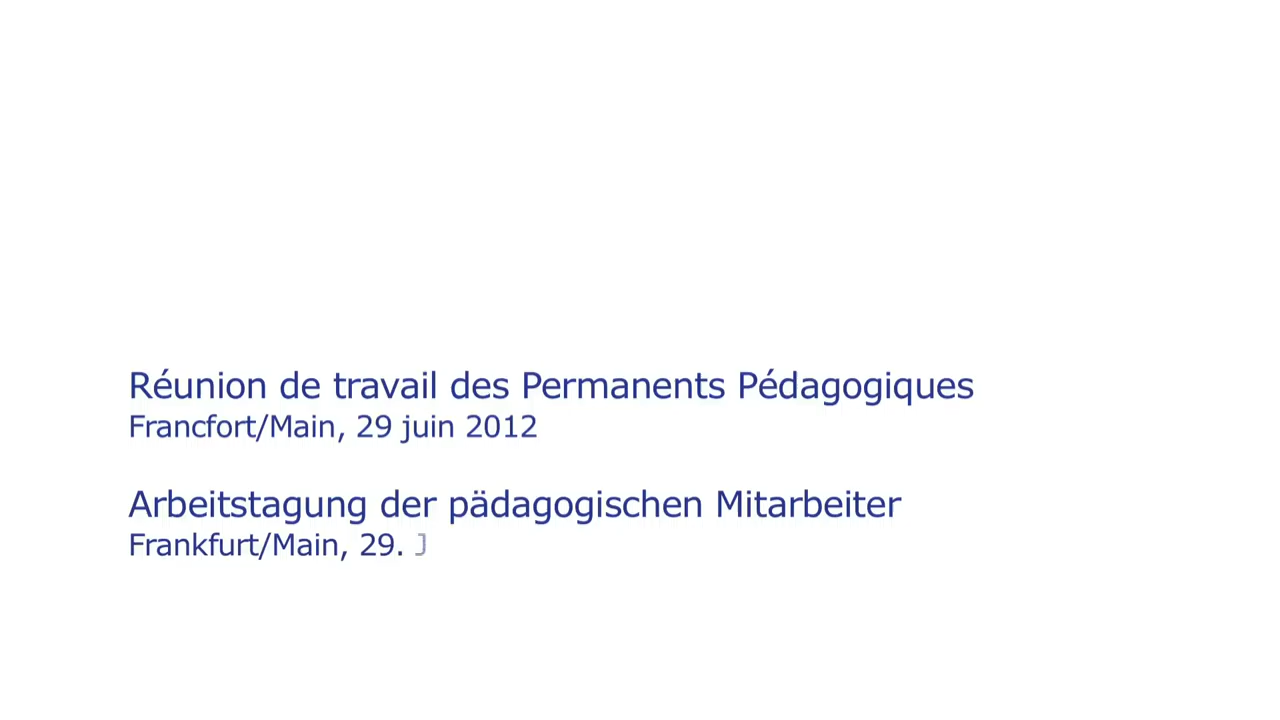 Réunion de travail des Permanents Pédagogiques
Francfort/Main, 29 juin 2012
Arbeitstagung der pädagogischen Mitarbeiter
Frankfurt/Main, 29. J